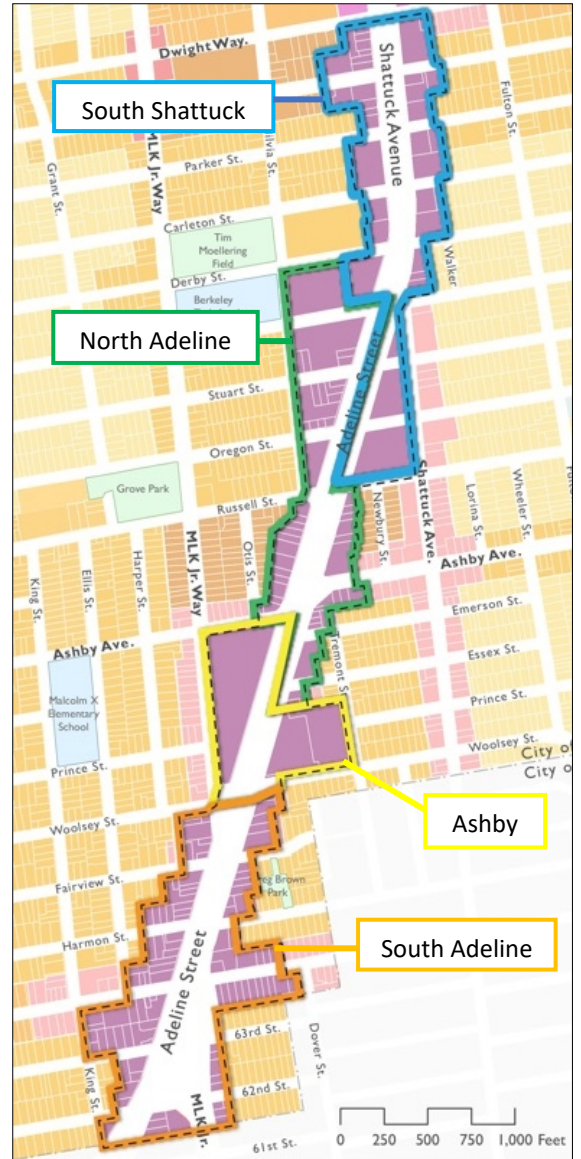 Dwight Way.
South Shattuck
Shattuck Avenue
Fulton St.
Grant St.
MLK Jr. Way
Parker St.
Carleton St.
Tim
Moellering
Field
Walker
Derby St.
Berkeley
North Adeline
Adeline Street
Stuart St.
Oregon St.
Grove Park
Russell St.
Shattuck Ave.
Newbury St.
Lorina St.
Wheeler St.
King St.
Ellis St.
Harper St.
MLK Jr. Way
Otis St.
Ashby Ave.
Emerson St.
Ashby Ave.
Tremont St.
Essex St.
Malcolm X
Elementary
School
Prince St.
Prince St.
Woolsey St.
City of
City of
Woolsey St.
Ashby
Fairview St.
Brown
Park
Harmon St.
South Adeline
Adeline Street
63rd St.
Dover St.
King St.
62nd St.
MLK Jr.
61st St.
0 250 500 750 1,000 Feet